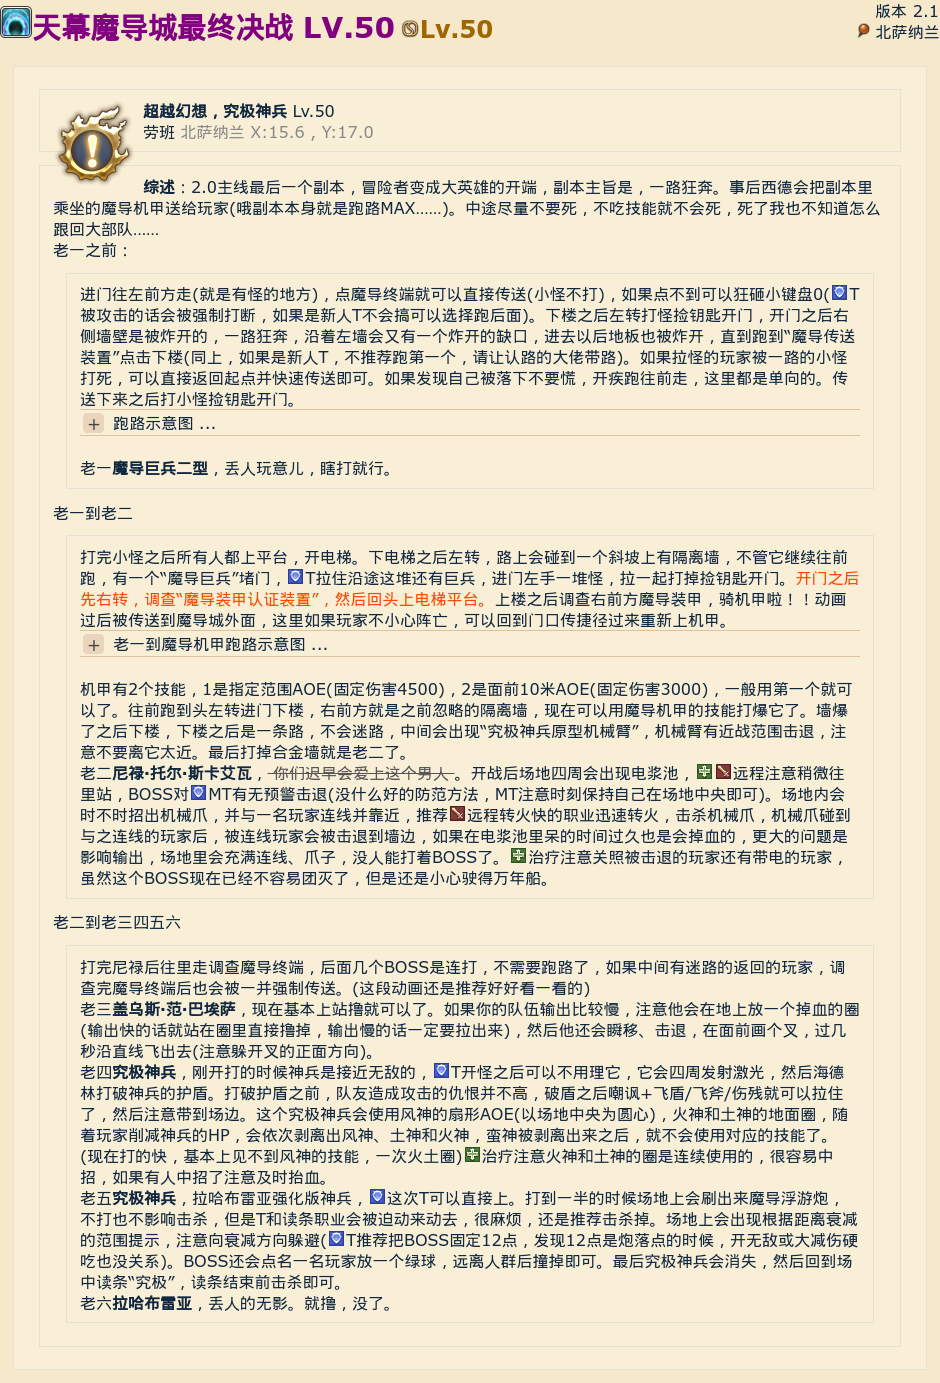 天幕魔导城最终决战 LV.50 Lv.50
版本 2.1
北萨纳兰
超越幻想，究极神兵 Lv.50
劳班 北萨纳兰 X:15.6，Y:17.0
综述：2.0主线最后一个副本，冒险者变成大英雄的开端，副本主旨是，一路狂奔。事后西德会把副本里
乘坐的魔导机甲送给玩家(哦副本本身就是跑路MAX……)。中途尽量不要死，不吃技能就不会死，死了我也不知道怎么
跟回大部队……
老一之前：
进门往左前方走(就是有怪的地方)，点魔导终端就可以直接传送(小怪不打)，如果点不到可以狂砸小键盘0(T
被攻击的话会被强制打断，如果是新人T不会搞可以选择跑后面)。下楼之后左转打怪捡钥匙开门，开门之后右
侧墙壁是被炸开的，一路狂奔，沿着左墙会又有一个炸开的缺口，进去以后地板也被炸开，直到跑到“魔导传送
装置”点击下楼(同上，如果是新人T，不推荐跑第一个，请让认路的大佬带路)。如果拉怪的玩家被一路的小怪
打死，可以直接返回起点并快速传送即可。如果发现自己被落下不要慌，开疾跑往前走，这里都是单向的。传
送下来之后打小怪捡钥匙开门。
+ 跑路示意图 ...
老一魔导巨兵二型，丢人玩意儿，瞎打就行。
老一到老二
打完小怪之后所有人都上平台，开电梯。下电梯之后左转，路上会碰到一个斜坡上有隔离墙，不管它继续往前
跑，有一个“魔导巨兵”堵门，T拉住沿途这堆还有巨兵，进门左手一堆怪，拉一起打掉捡钥匙开门。开门之后
先右转，调查“魔导装甲认证装置”，然后回头上电梯平台。上楼之后调查右前方魔导装甲，骑机甲啦！！动画
过后被传送到魔导城外面，这里如果玩家不小心阵亡，可以回到门口传捷径过来重新上机甲。
+ 老一到魔导机甲跑路示意图 ...
机甲有2个技能，1是指定范围AOE(固定伤害4500)，2是面前10米AOE(固定伤害3000)，一般用第一个就可
以了。往前跑到头左转进门下楼，右前方就是之前忽略的隔离墙，现在可以用魔导机甲的技能打爆它了。墙爆
了之后下楼，下楼之后是一条路，不会迷路，中间会出现“究极神兵原型机械臂”，机械臂有近战范围击退，注
意不要离它太近。最后打掉合金墙就是老二了。
老二尼禄·托尔·斯卡艾瓦， 你们迟早会爱上这个男人 。开战后场地四周会出现电浆池，远程注意稍微往
里站，BOSS对MT有无预警击退(没什么好的防范方法，MT注意时刻保持自己在场地中央即可)。场地内会
时不时招出机械爪，并与一名玩家连线并靠近，推荐远程转火快的职业迅速转火，击杀机械爪，机械爪碰到
与之连线的玩家后，被连线玩家会被击退到墙边，如果在电浆池里呆的时间过久也是会掉血的，更大的问题是
影响输出，场地里会充满连线、爪子，没人能打着BOSS了。治疗注意关照被击退的玩家还有带电的玩家，
虽然这个BOSS现在已经不容易团灭了，但是还是小心驶得万年船。
老二到老三四五六
打完尼禄后往里走调查魔导终端，后面几个BOSS是连打，不需要跑路了，如果中间有迷路的返回的玩家，调
查完魔导终端后也会被一并强制传送。(这段动画还是推荐好好看一看的)
老三盖乌斯·范·巴埃萨，现在基本上站撸就可以了。如果你的队伍输出比较慢，注意他会在地上放一个掉血的圈
(输出快的话就站在圈里直接撸掉，输出慢的话一定要拉出来)，然后他还会瞬移、击退，在面前画个叉，过几
秒沿直线飞出去(注意躲开叉的正面方向)。
老四究极神兵，刚开打的时候神兵是接近无敌的，T开怪之后可以不用理它，它会四周发射激光，然后海德
林打破神兵的护盾。打破护盾之前，队友造成攻击的仇恨并不高，破盾之后嘲讽+飞盾/飞斧/伤残就可以拉住
了，然后注意带到场边。这个究极神兵会使用风神的扇形AOE(以场地中央为圆心)，火神和土神的地面圈，随
着玩家削减神兵的HP，会依次剥离出风神、土神和火神，蛮神被剥离出来之后，就不会使用对应的技能了。
(现在打的快，基本上见不到风神的技能，一次火土圈)治疗注意火神和土神的圈是连续使用的，很容易中
招，如果有人中招了注意及时抬血。
老五究极神兵，拉哈布雷亚强化版神兵，这次T可以直接上。打到一半的时候场地上会刷出来魔导浮游炮，
不打也不影响击杀，但是T和读条职业会被迫动来动去，很麻烦，还是推荐击杀掉。场地上会出现根据距离衰减
的范围提示，注意向衰减方向躲避(T推荐把BOSS固定12点，发现12点是炮落点的时候，开无敌或大减伤硬
吃也没关系)。BOSS还会点名一名玩家放一个绿球，远离人群后撞掉即可。最后究极神兵会消失，然后回到场
中读条“究极”，读条结束前击杀即可。
老六拉哈布雷亚，丢人的无影。就撸，没了。